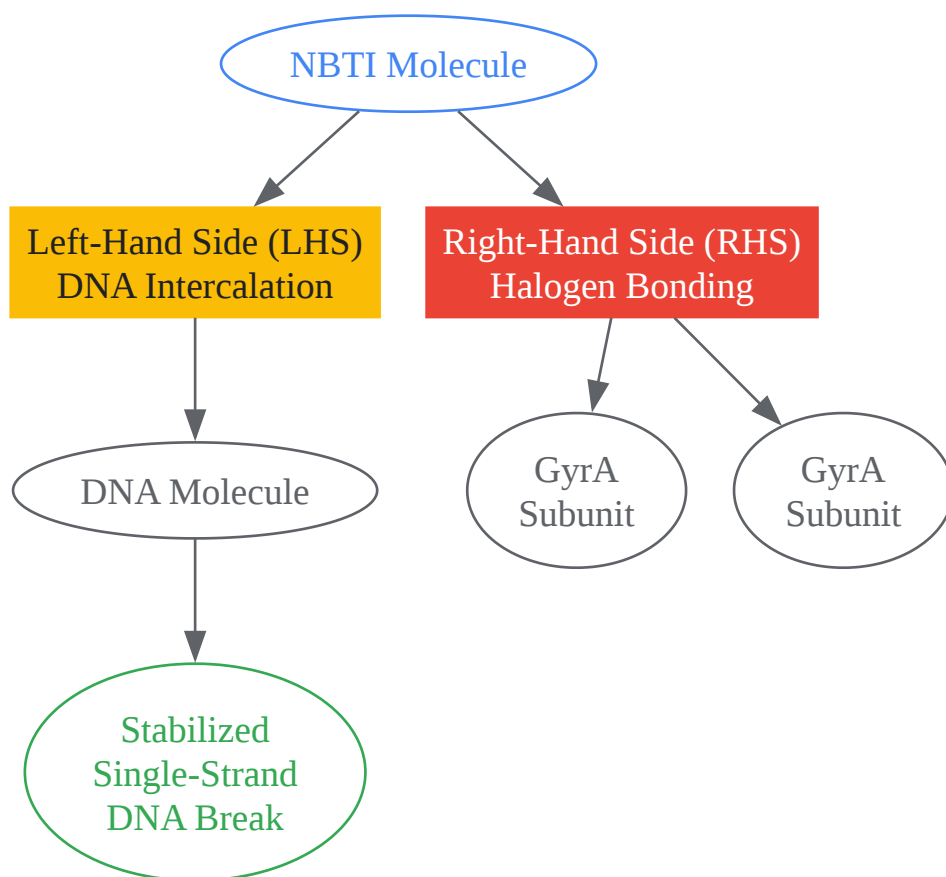 NBTI Molecule
Left-Hand Side (LHS)
DNA Intercalation
Right-Hand Side (RHS)
Halogen Bonding
DNA Molecule
GyrA
Subunit
GyrA
Subunit
Stabilized
Single-Strand
DNA Break